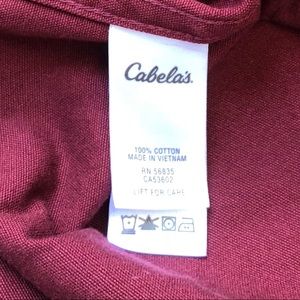 Cabela's.
100% COTTON
MADE IN VIETNAM
RN 56835
CA53602
LIFT FOR CARE